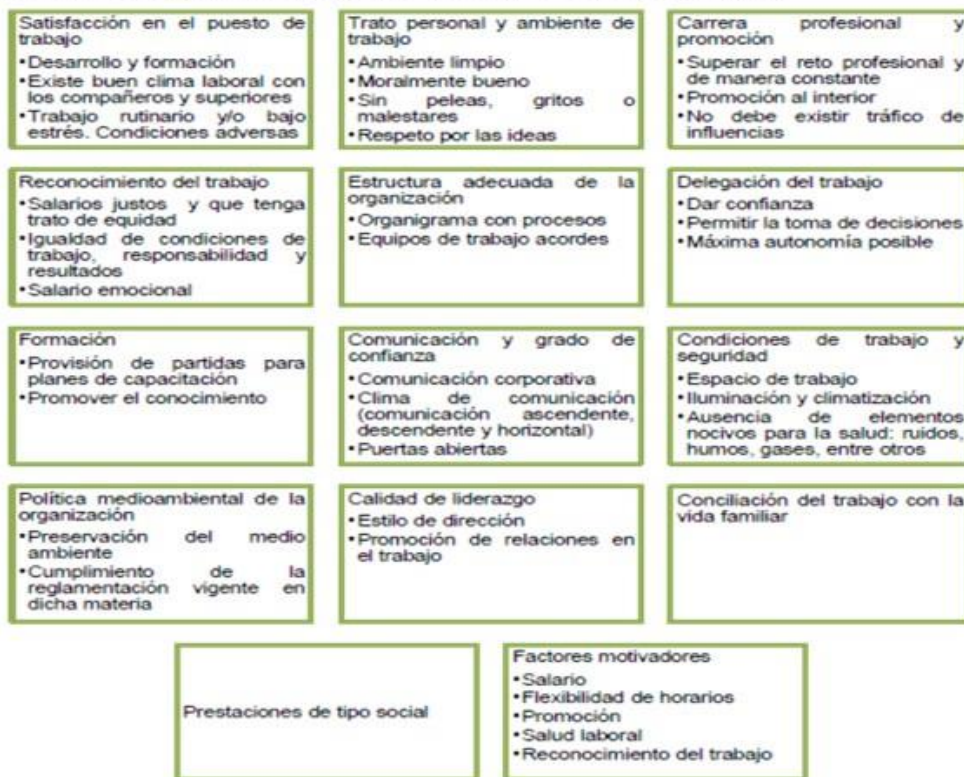 Satisfacción en el puesto de
trabajo
•Desarrollo y formación
•Existe buen clima laboral con
los compañeros y superiores
•Trabajo rutinario y/o bajo
estrés. Condiciones adversas
Trato personal y ambiente de
trabajo
•Ambiente limpio
•Moralmente bueno
•Sin peleas, gritos o
malestares
•Respeto por las ideas
Carrera profesional y
promoción
•Superar el reto profesional y
de manera constante
•Promoción al interior
•No debe existir tráfico de
influencias
Reconocimiento del trabajo
•Salarios justos y que tenga
trato de equidad
•Igualdad de condiciones de
trabajo, responsabilidad y
resultados
•Salario emocional
Estructura adecuada de la
organización
•Organigrama con procesos
•Equipos de trabajo acordes
Delegación del trabajo
•Dar confianza
•Permitir la toma de decisiones
•Máxima autonomía posible
Formación
•Provisión de partidas para
planes de capacitación
•Promover el conocimiento
Comunicación y grado de
confianza
•Comunicación corporativa
•Clima de comunicación
(comunicación ascendente,
descendente y horizontal)
•Puertas abiertas
Condiciones de trabajo y
seguridad
•Espacio de trabajo
•Iluminación y climatización
•Ausencia de elementos
nocivos para la salud: ruidos,
humos, gases, entre otros
Política medioambiental de la
organización
•Preservación del medio
ambiente
•Cumplimiento de la
reglamentación vigente en
dicha materia
Calidad de liderazgo
•Estilo de dirección
•Promoción de relaciones en
el trabajo
Conciliación del trabajo con la
vida familiar
Prestaciones de tipo social
Factores motivadores
•Salario
•Flexibilidad de horarios
•Promoción
•Salud laboral
•Reconocimiento del trabajo